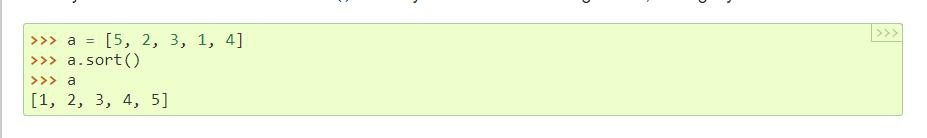 >>> a = [5, 2, 3, 1, 4]
>>>
>>> a.sort()
>>> a
[1, 2, 3, 4, 5]